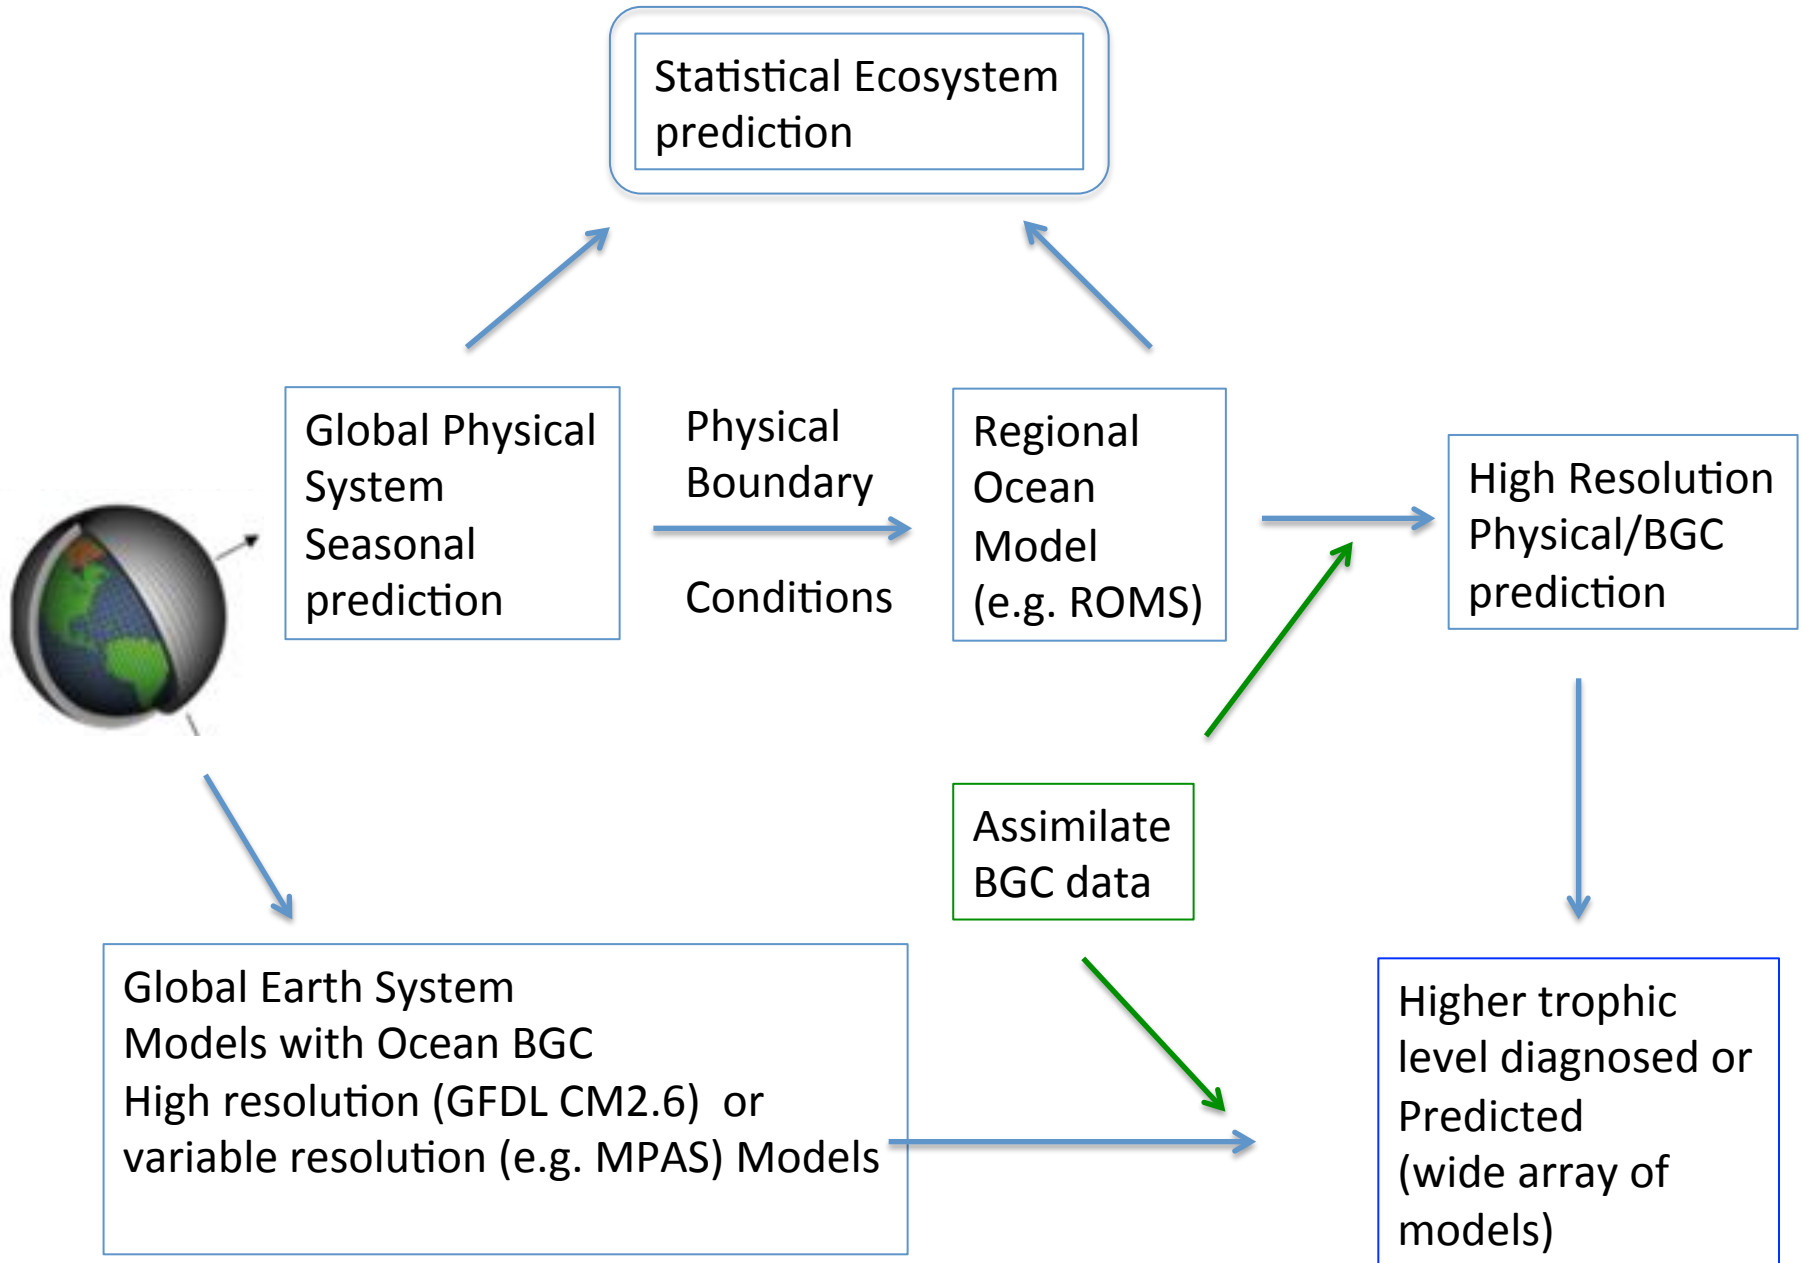 Statistical Ecosystem
prediction
Global Physical
System
Seasonal
prediction
Physical
Boundary
Conditions
Regional
Ocean
Model
(e.g. ROMS)
High Resolution
Physical/BGC
prediction
Assimilate
BGC data
Global Earth System
Models with Ocean BGC
High resolution (GFDL CM2.6)  or
variable resolution (e.g. MPAS) Models
Higher trophic
level diagnosed or
Predicted
(wide array of
models)